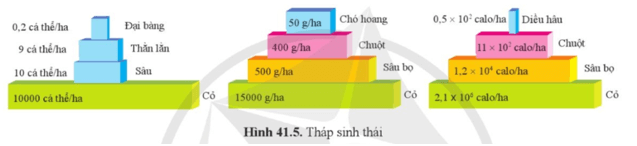 0,2 cá thể/ha Đại bàng
9 cá thể/ha Thằn lằn
10 cá thể/ha Sâu
10000 cá thể/ha Cỏ
50 g/ha Chó hoang
400 g/ha Chuột
500 g/ha Sâu bọ
15000 g/ha Cỏ
0,5 × 10² calo/ha Diều hâu
11 × 10² calo/ha Chuột
1,2 × 10⁴ calo/ha Sâu bọ
2,1 × 10⁶ calo/ha Cỏ
Hình 41.5. Tháp sinh thái